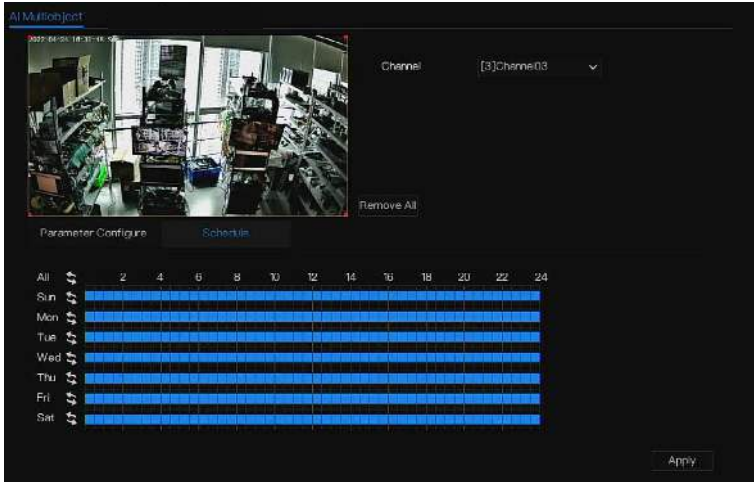 AI Multiobject
Channel [3]Channel03
Remove All
Parameter Configure Schedule
All 2 4 6 8 10 12 14 16 18 20 22 24
Sun
Mon
Tue
Wed
Thu
Fri
Sat
Apply